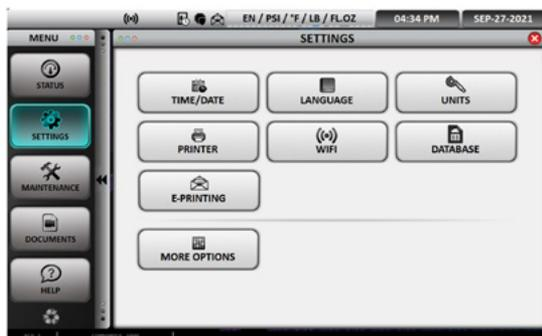 EN / PSI / °F / LB / FL.OZ 04:34 PM SEP-27-2021
MENU SETTINGS
STATUS
SETTINGS
MAINTENANCE
DOCUMENTS
HELP
TIME/DATE LANGUAGE UNITS
PRINTER WIFI DATABASE
E-PRINTING
MORE OPTIONS